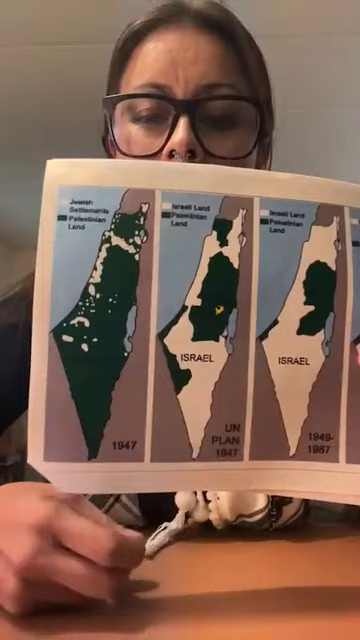 Jewish
Settlements
Palestinian
Land
1947
Israeli Land
Palestinian
Land
ISRAEL
UN
PLAN
1947
Israeli Land
Palestinian
Land
ISRAEL
1949-
1967